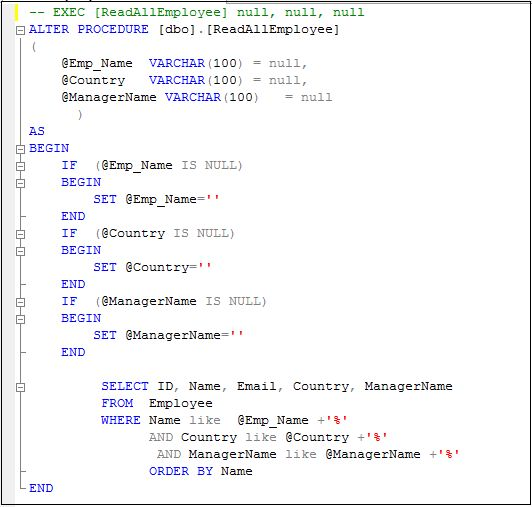 -- EXEC [ReadAllEmployee] null, null, null
ALTER PROCEDURE [dbo].[ReadAllEmployee]
(
@Emp_Name VARCHAR(100) = null,
@Country VARCHAR(100) = null,
@ManagerName VARCHAR(100) = null
)
AS
BEGIN
IF (@Emp_Name IS NULL)
BEGIN
SET @Emp_Name=''
END
IF (@Country IS NULL)
BEGIN
SET @Country=''
END
IF (@ManagerName IS NULL)
BEGIN
SET @ManagerName=''
END
SELECT ID, Name, Email, Country, ManagerName
FROM Employee
WHERE Name like @Emp_Name +'%'
AND Country like @Country +'%'
AND ManagerName like @ManagerName +'%'
ORDER BY Name
END